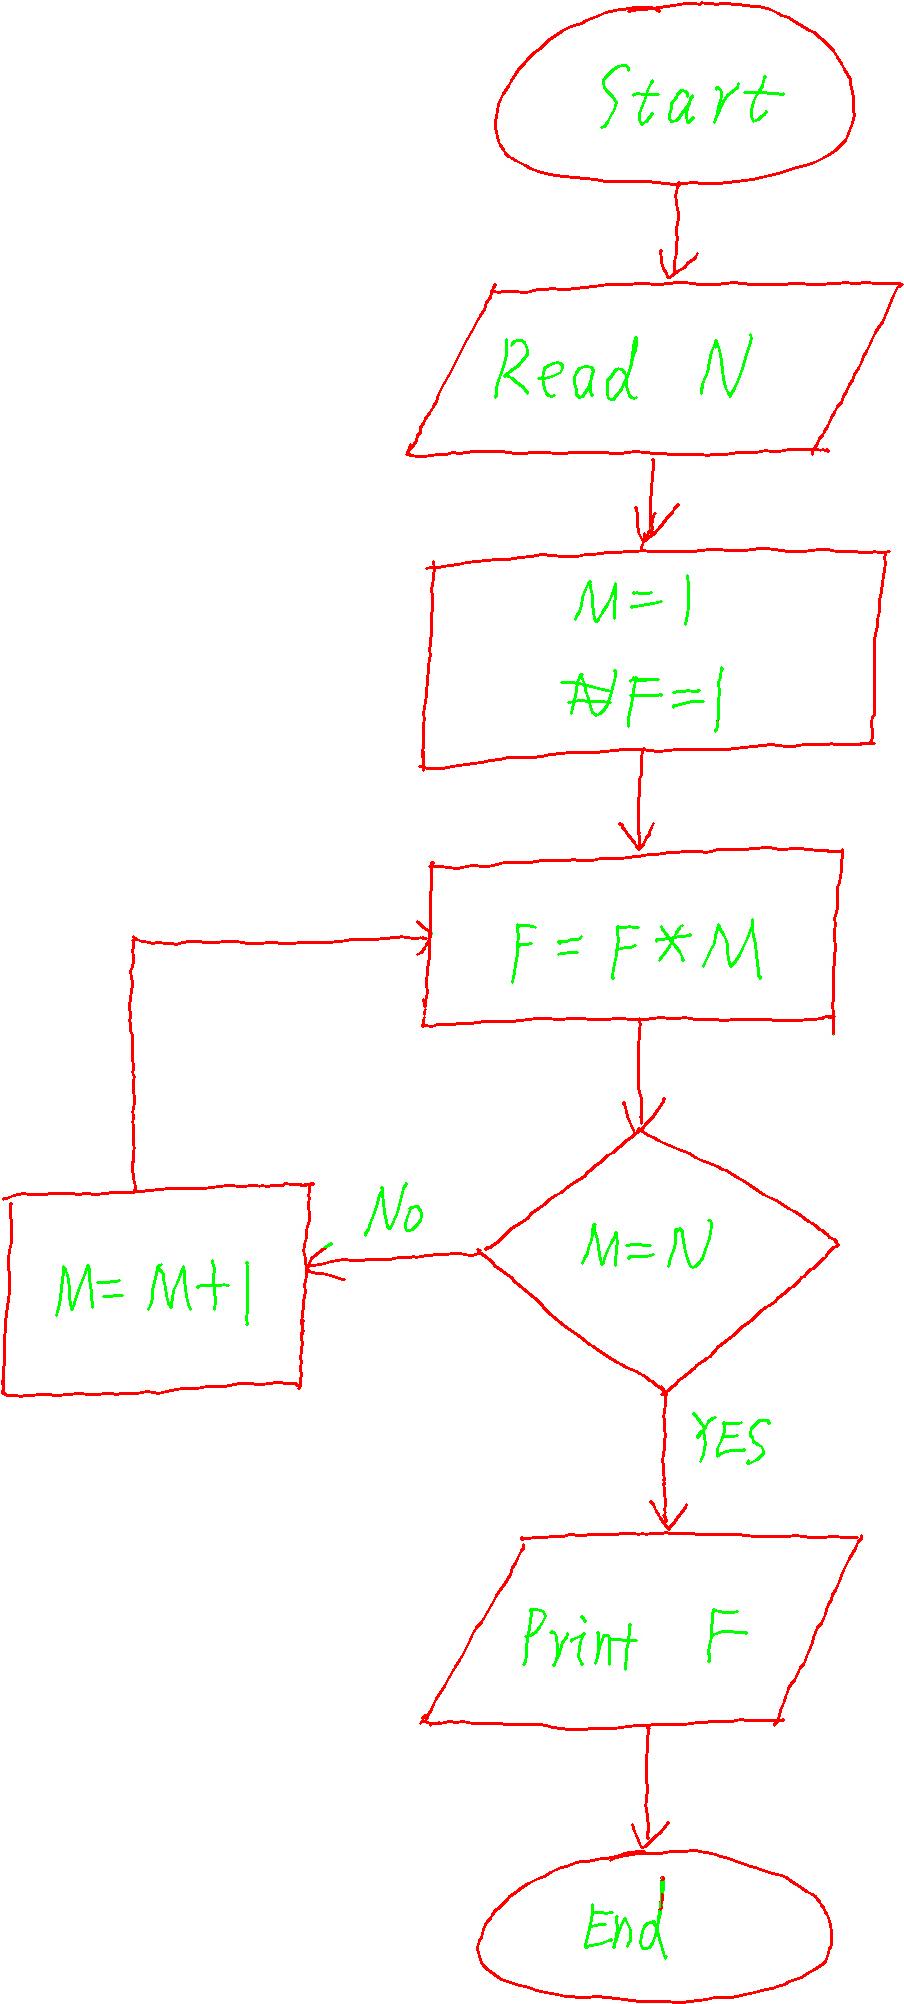 Start
Read N
M=1
F=1
F=F*M
M=N
No
M=M+1
YES
Print F
End